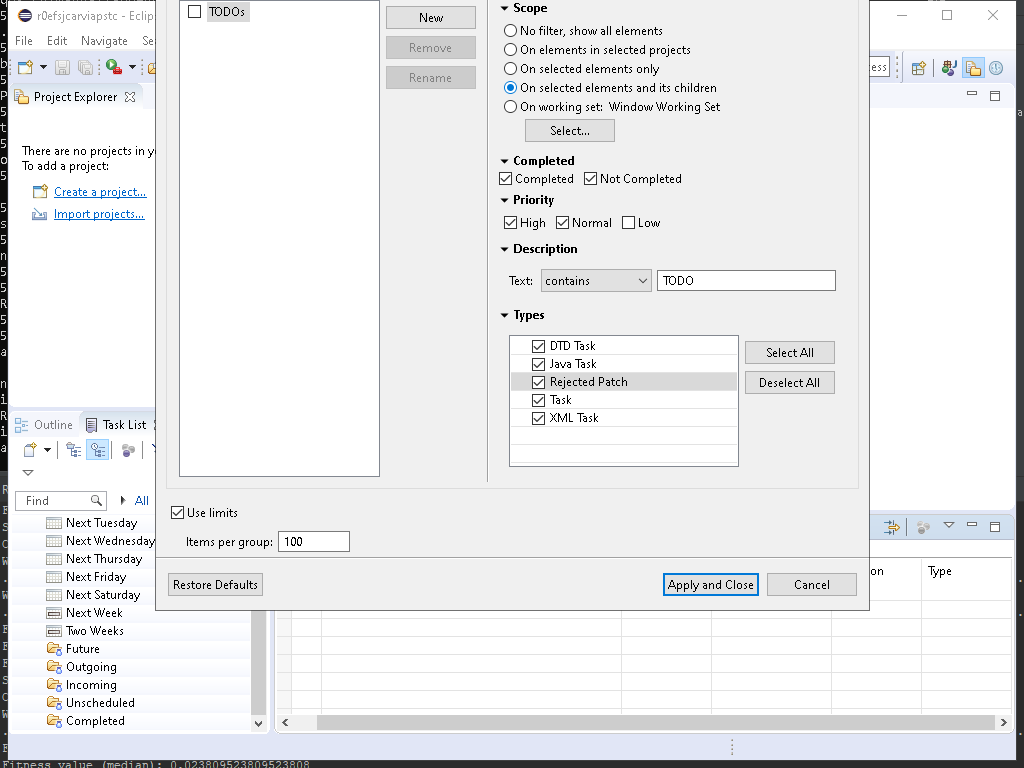 r0efsjcarviapstc - Eclip
File Edit Navigate Se
ess
Project Explorer
There are no projects in y
To add a project:
Create a project...
Import projects...
TODOs
New
Remove
Rename
Scope
No filter, show all elements
On elements in selected projects
On selected elements only
On selected elements and its children
On working set: Window Working Set
Select...
Completed
Completed Not Completed
Priority
High Normal Low
Description
Text: contains TODO
Types
DTD Task
Java Task
Rejected Patch
Task
XML Task
Select All
Deselect All
Use limits
Items per group: 100
Restore Defaults
Apply and Close
Cancel
Outline Task List
Find All
Next Tuesday
Next Wednesday
Next Thursday
Next Friday
Next Saturday
Next Week
Two Weeks
Future
Outgoing
Incoming
Unscheduled
Completed
on Type
Fitness value (median): 0.023809523809523808